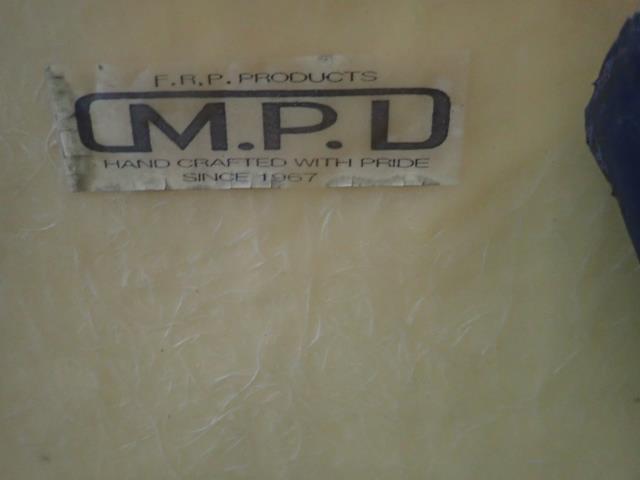 F.R.P. PRODUCTS
M.P.I
HAND CRAFTED WITH PRIDE
SINCE 1967